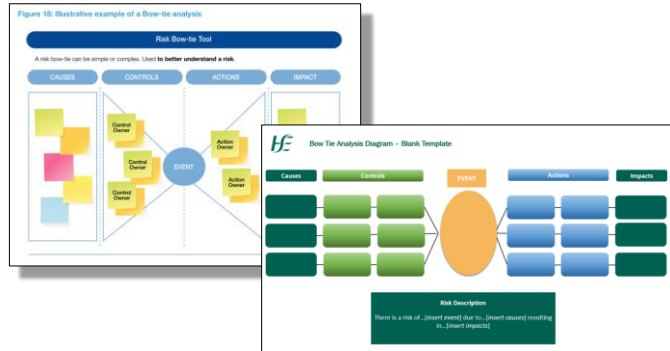 Figure 18: Illustrative example of a Bow-tie analysis
Risk Bow-tie Tool
A risk bow-tie can be simple or complex. Used to better understand a risk.
CAUSES
CONTROLS
ACTIONS
IMPACT
Control
Owner
Control
Owner
Control
Owner
EVENT
Action
Owner
Action
Owner
HE
Bow Tie Analysis Diagram – Blank Template
Causes
Controls
EVENT
Actions
Impacts
Risk Description
There is a risk of...[insert event] due to...[insert causes] resulting
in...[insert impacts]